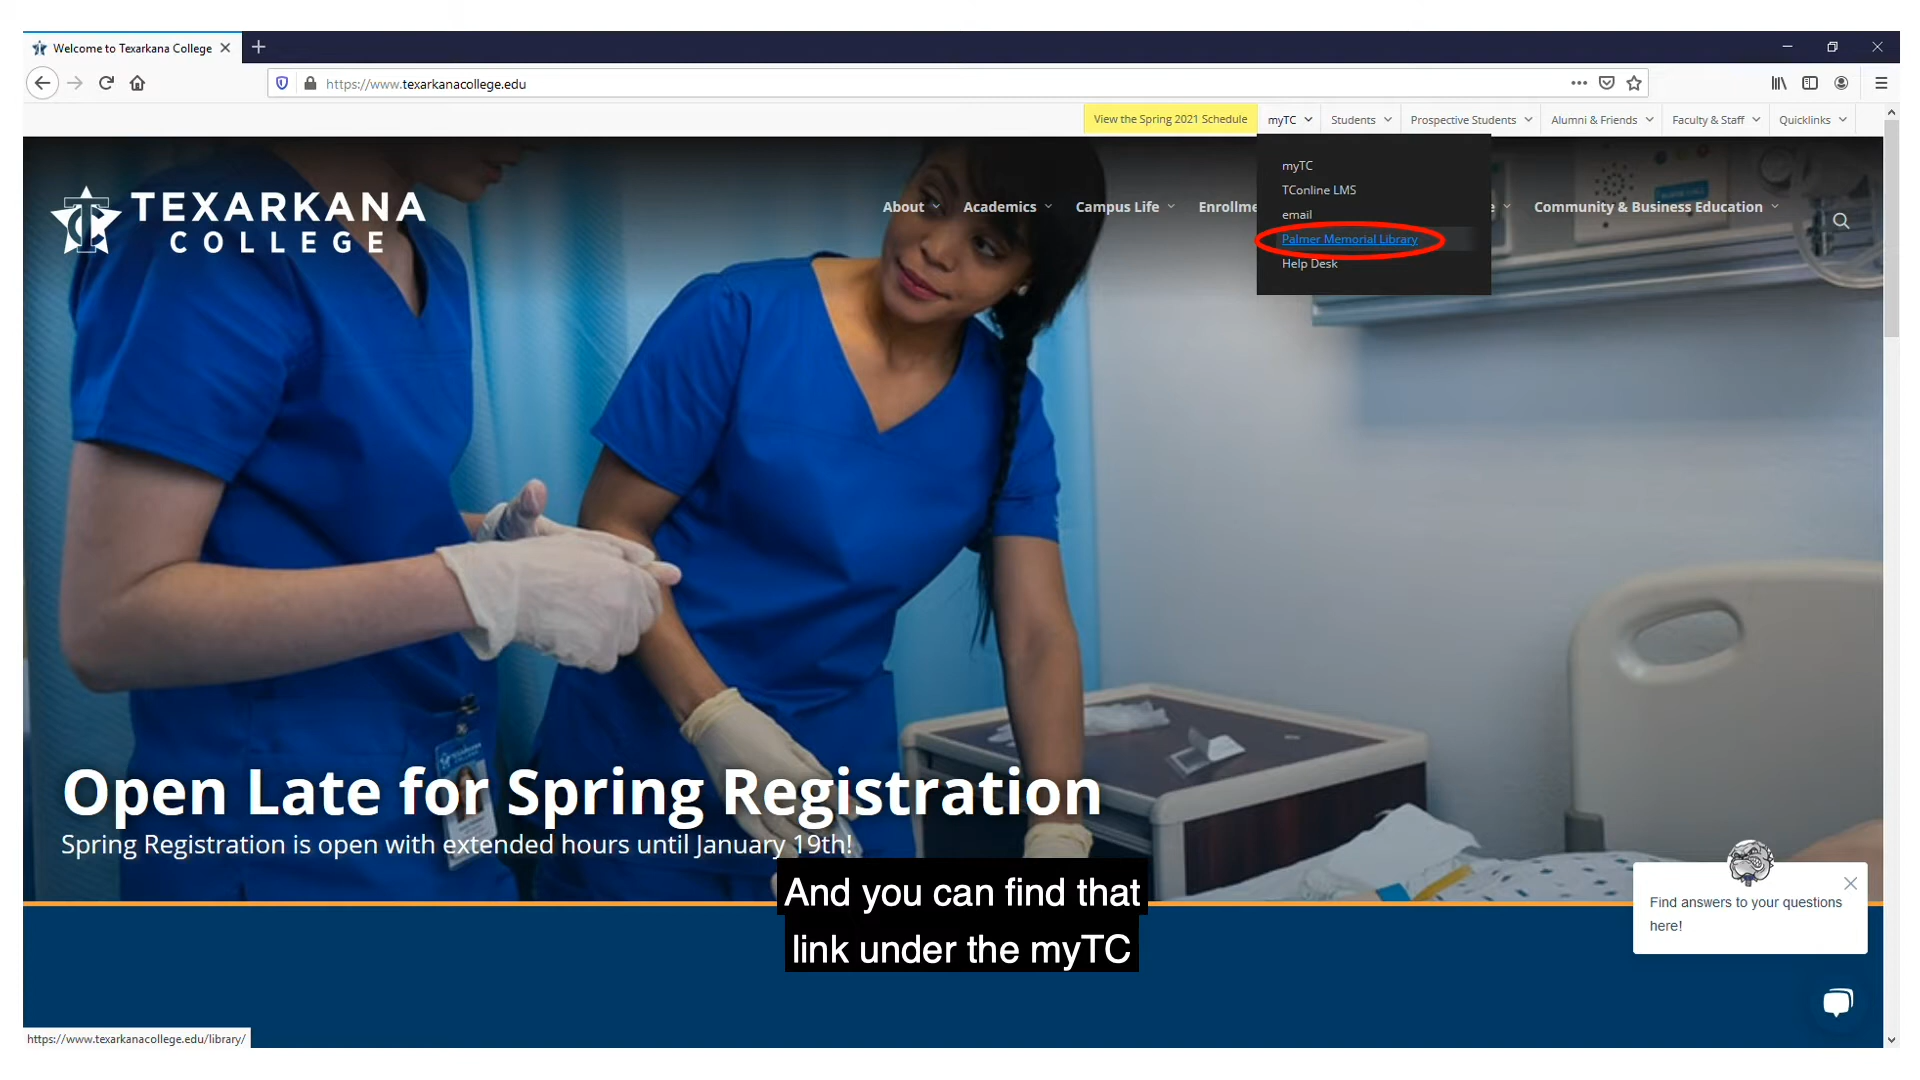 Welcome to Texarkana College
https://www.texarkanacollege.edu
View the Spring 2021 Schedule
myTC
Students
Prospective Students
Alumni & Friends
Faculty & Staff
Quicklinks
myTC
TConline LMS
email
Palmer Memorial Library
Help Desk
TEXARKANA
COLLEGE
About
Academics
Campus Life
Enrollme
e
Community & Business Education
Open Late for Spring Registration
Spring Registration is open with extended hours until January 19th!
And you can find that
link under the myTC
Find answers to your questions
here!
https://www.texarkanacollege.edu/library/